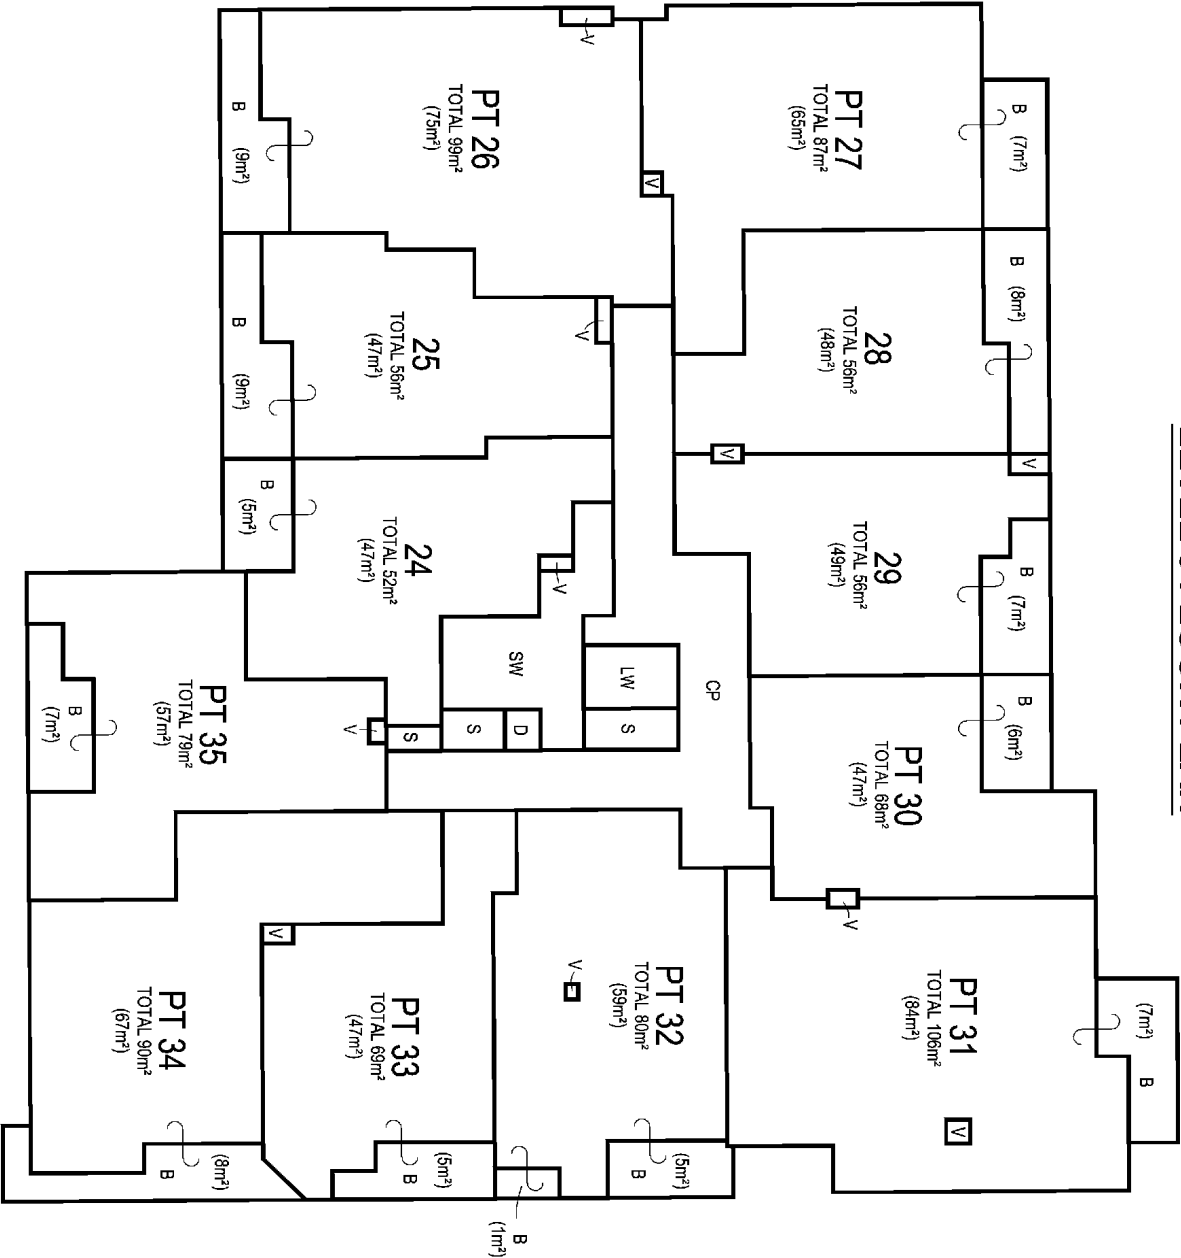 PT 26
TOTAL 99m²
(75m²)
B
(9m²)
V
PT 27
TOTAL 87m²
(65m²)
B
(7m²)
V
25
TOTAL 56m²
(47m²)
B
(9m²)
V
28
TOTAL 56m²
(48m²)
B
(8m²)
V
V
24
TOTAL 52m²
(47m²)
B
(5m²)
V
29
TOTAL 56m²
(49m²)
B
(7m²)
SW
LW
CP
S
D
S
S
PT 35
TOTAL 79m²
(57m²)
B
(7m²)
V
PT 30
TOTAL 68m²
(47m²)
B
(6m²)
V
PT 34
TOTAL 90m²
(67m²)
B
(8m²)
V
PT 33
TOTAL 69m²
(47m²)
B
(5m²)
PT 32
TOTAL 80m²
(59m²)
V
B
(5m²)
B
(1m²)
PT 31
TOTAL 106m²
(84m²)
B
(7m²)
V